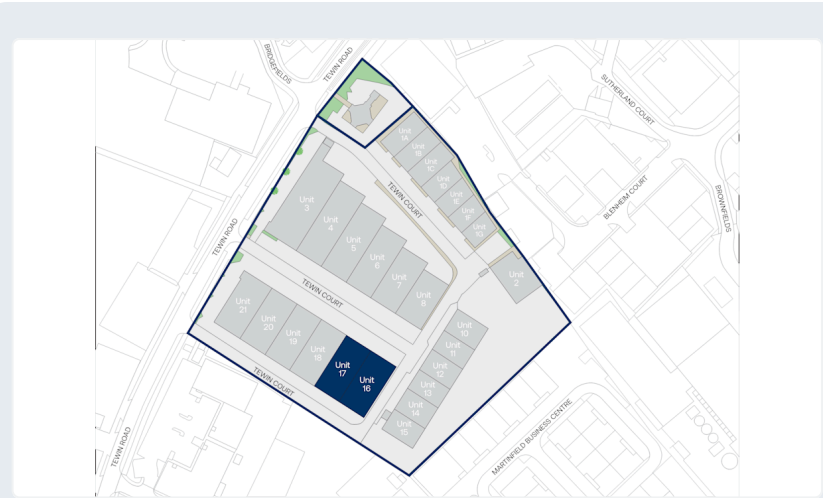 BRIDGEFIELDS
TEWIN ROAD
SUTHERLAND COURT
Unit
1A
Unit
1B
Unit
1C
Unit
1D
Unit
1E
Unit
1F
Unit
1G
TEWIN COURT
BLENHEIM COURT
BROWNFIELDS
Unit
3
Unit
4
Unit
5
Unit
6
Unit
7
Unit
8
TEWIN ROAD
Unit
2
TEWIN COURT
Unit
21
Unit
20
Unit
19
Unit
18
Unit
17
Unit
16
Unit
10
Unit
11
Unit
12
Unit
13
Unit
14
Unit
15
TEWIN COURT
TEWIN ROAD
MARTINFIELD BUSINESS CENTRE